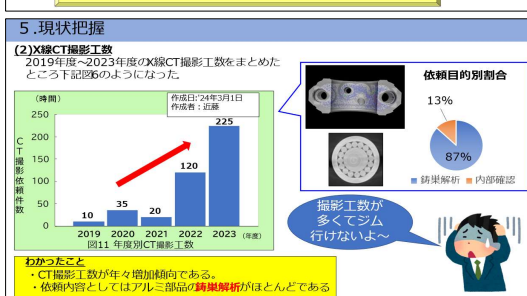 5.現状把握
(2)X線CT撮影工数
2019年度~2023年度のX線CT撮影工数をまとめた
ところ下記図6のようになった
(時間)
作成日:'24年3月1日
作成者:近藤
CT撮影依頼件数
250
200
150
100
50
0
10
35
20
120
225
2019 2020 2021 2022 2023 (年度)
図11 年度別CT撮影工数
依頼目的別割合
13%
87%
鋳巣解析 内部確認
撮影工数が
多くてジム
行けないよ~
わかったこと
・CT撮影工数が年々増加傾向である。
・依頼内容としてはアルミ部品の鋳巣解析がほとんどである